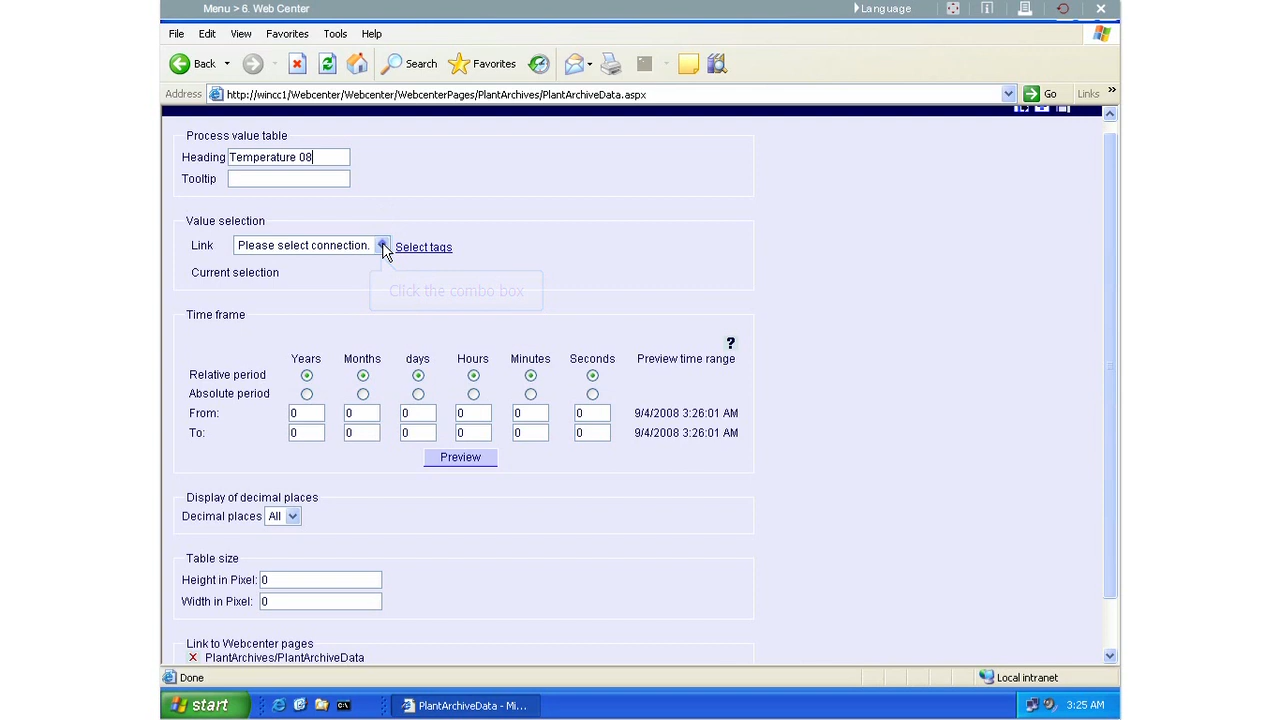 Menu > 6. Web Center Language
File Edit View Favorites Tools Help
Back Search Favorites
Address http://wincc1/Webcenter/Webcenter/WebcenterPages/PlantArchives/PlantArchiveData.aspx Go Links »
Process value table
Heading Temperature 08
Tooltip
Value selection
Link Please select connection. Select tags
Current selection
Click the combo box
Time frame
?
Years Months days Hours Minutes Seconds Preview time range
Relative period
Absolute period
From: 0 0 0 0 0 0 9/4/2008 3:26:01 AM
To: 0 0 0 0 0 0 9/4/2008 3:26:01 AM
Preview
Display of decimal places
Decimal places All
Table size
Height in Pixel: 0
Width in Pixel: 0
Link to Webcenter pages
PlantArchives/PlantArchiveData
Done Local intranet
start PlantArchiveData - Mi... 3:25 AM